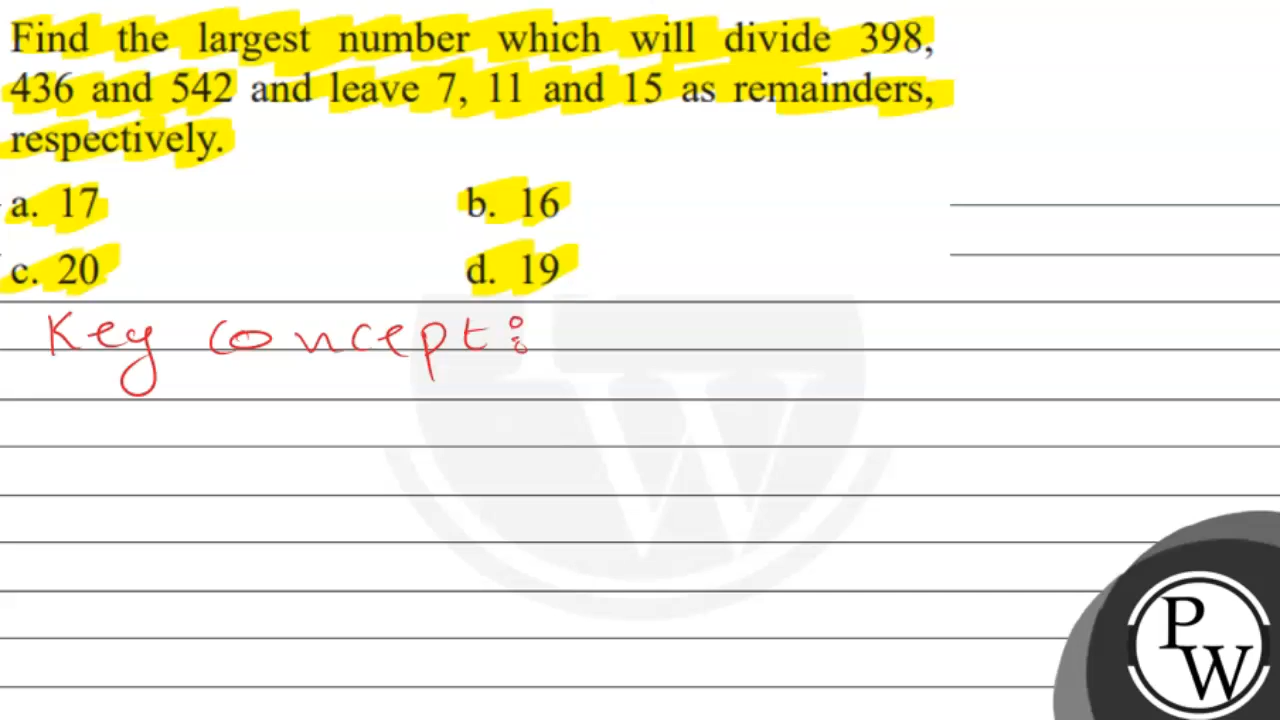 Find the largest number which will divide 398,
436 and 542 and leave 7, 11 and 15 as remainders,
respectively.
a. 17 b. 16
c. 20 d. 19
Key concept:
PW
P
W